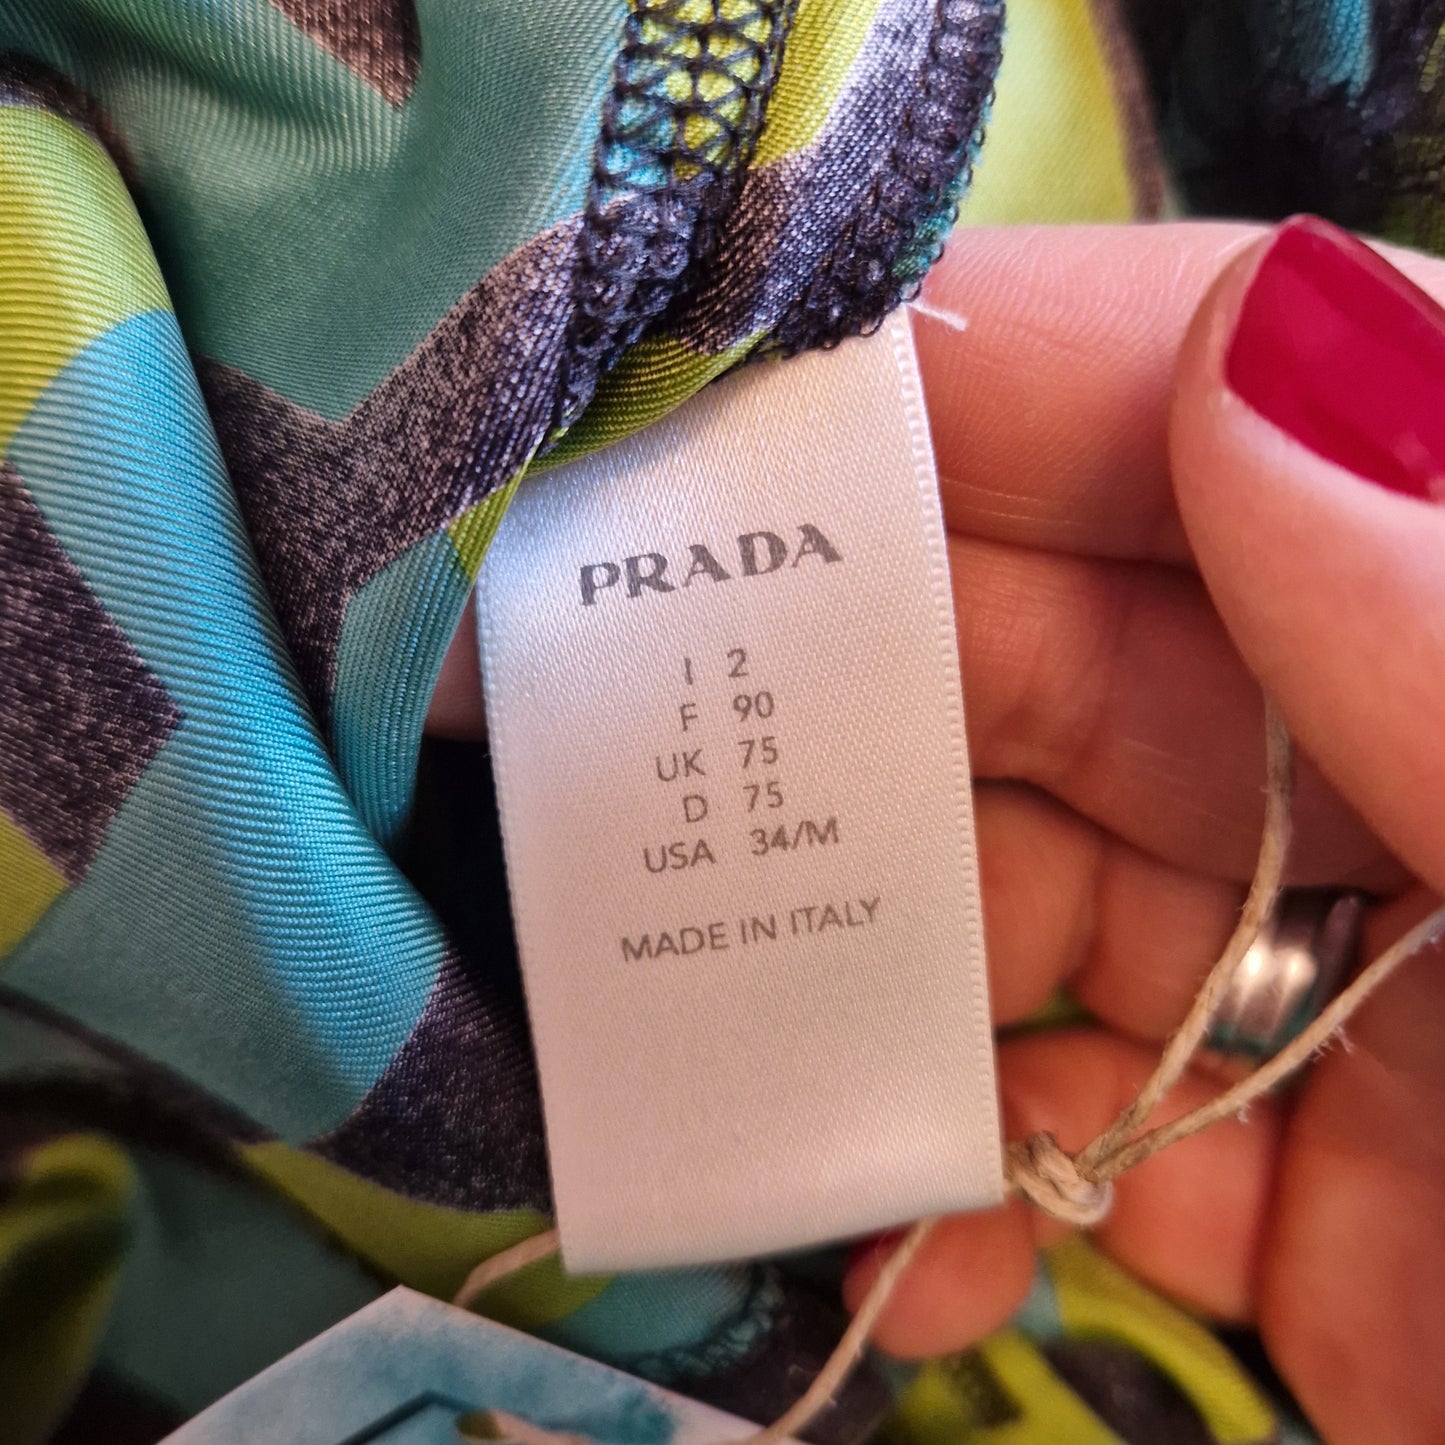 PRADA
I 2
F 90
UK 75
D 75
USA 34/M
MADE IN ITALY